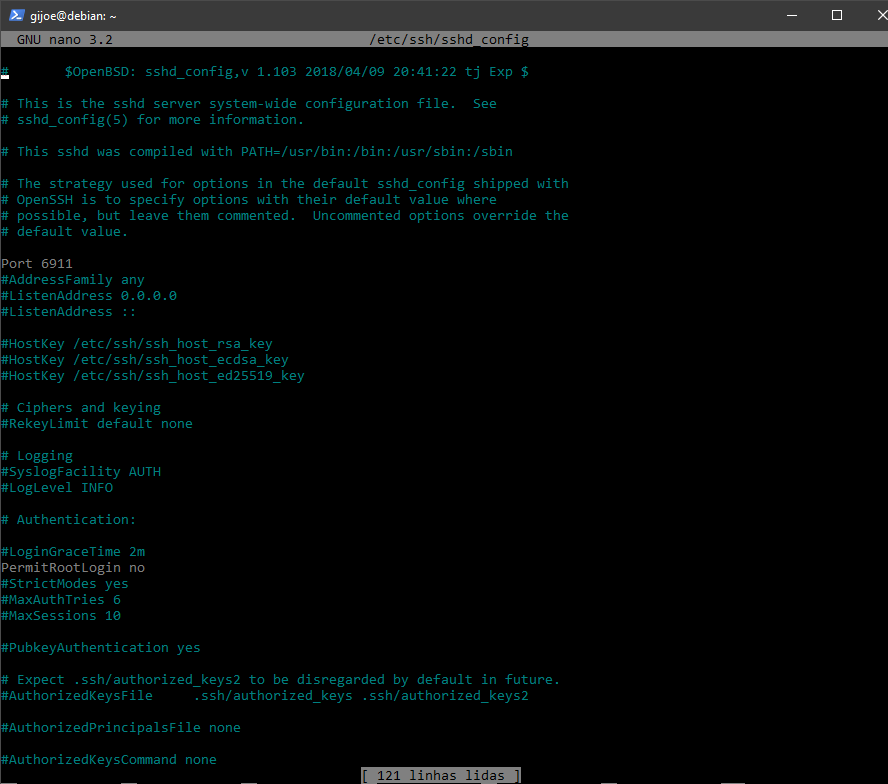 gijoe@debian: ~
GNU nano 3.2 /etc/ssh/sshd_config
# $OpenBSD: sshd_config,v 1.103 2018/04/09 20:41:22 tj Exp $
# This is the sshd server system-wide configuration file.  See
# sshd_config(5) for more information.
# This sshd was compiled with PATH=/usr/bin:/bin:/usr/sbin:/sbin
# The strategy used for options in the default sshd_config shipped with
# OpenSSH is to specify options with their default value where
# possible, but leave them commented.  Uncommented options override the
# default value.
Port 6911
#AddressFamily any
#ListenAddress 0.0.0.0
#ListenAddress ::
#HostKey /etc/ssh/ssh_host_rsa_key
#HostKey /etc/ssh/ssh_host_ecdsa_key
#HostKey /etc/ssh/ssh_host_ed25519_key
# Ciphers and keying
#RekeyLimit default none
# Logging
#SyslogFacility AUTH
#LogLevel INFO
# Authentication:
#LoginGraceTime 2m
PermitRootLogin no
#StrictModes yes
#MaxAuthTries 6
#MaxSessions 10
#PubkeyAuthentication yes
# Expect .ssh/authorized_keys2 to be disregarded by default in future.
#AuthorizedKeysFile     .ssh/authorized_keys .ssh/authorized_keys2
#AuthorizedPrincipalsFile none
#AuthorizedKeysCommand none
[ 121 linhas lidas ]